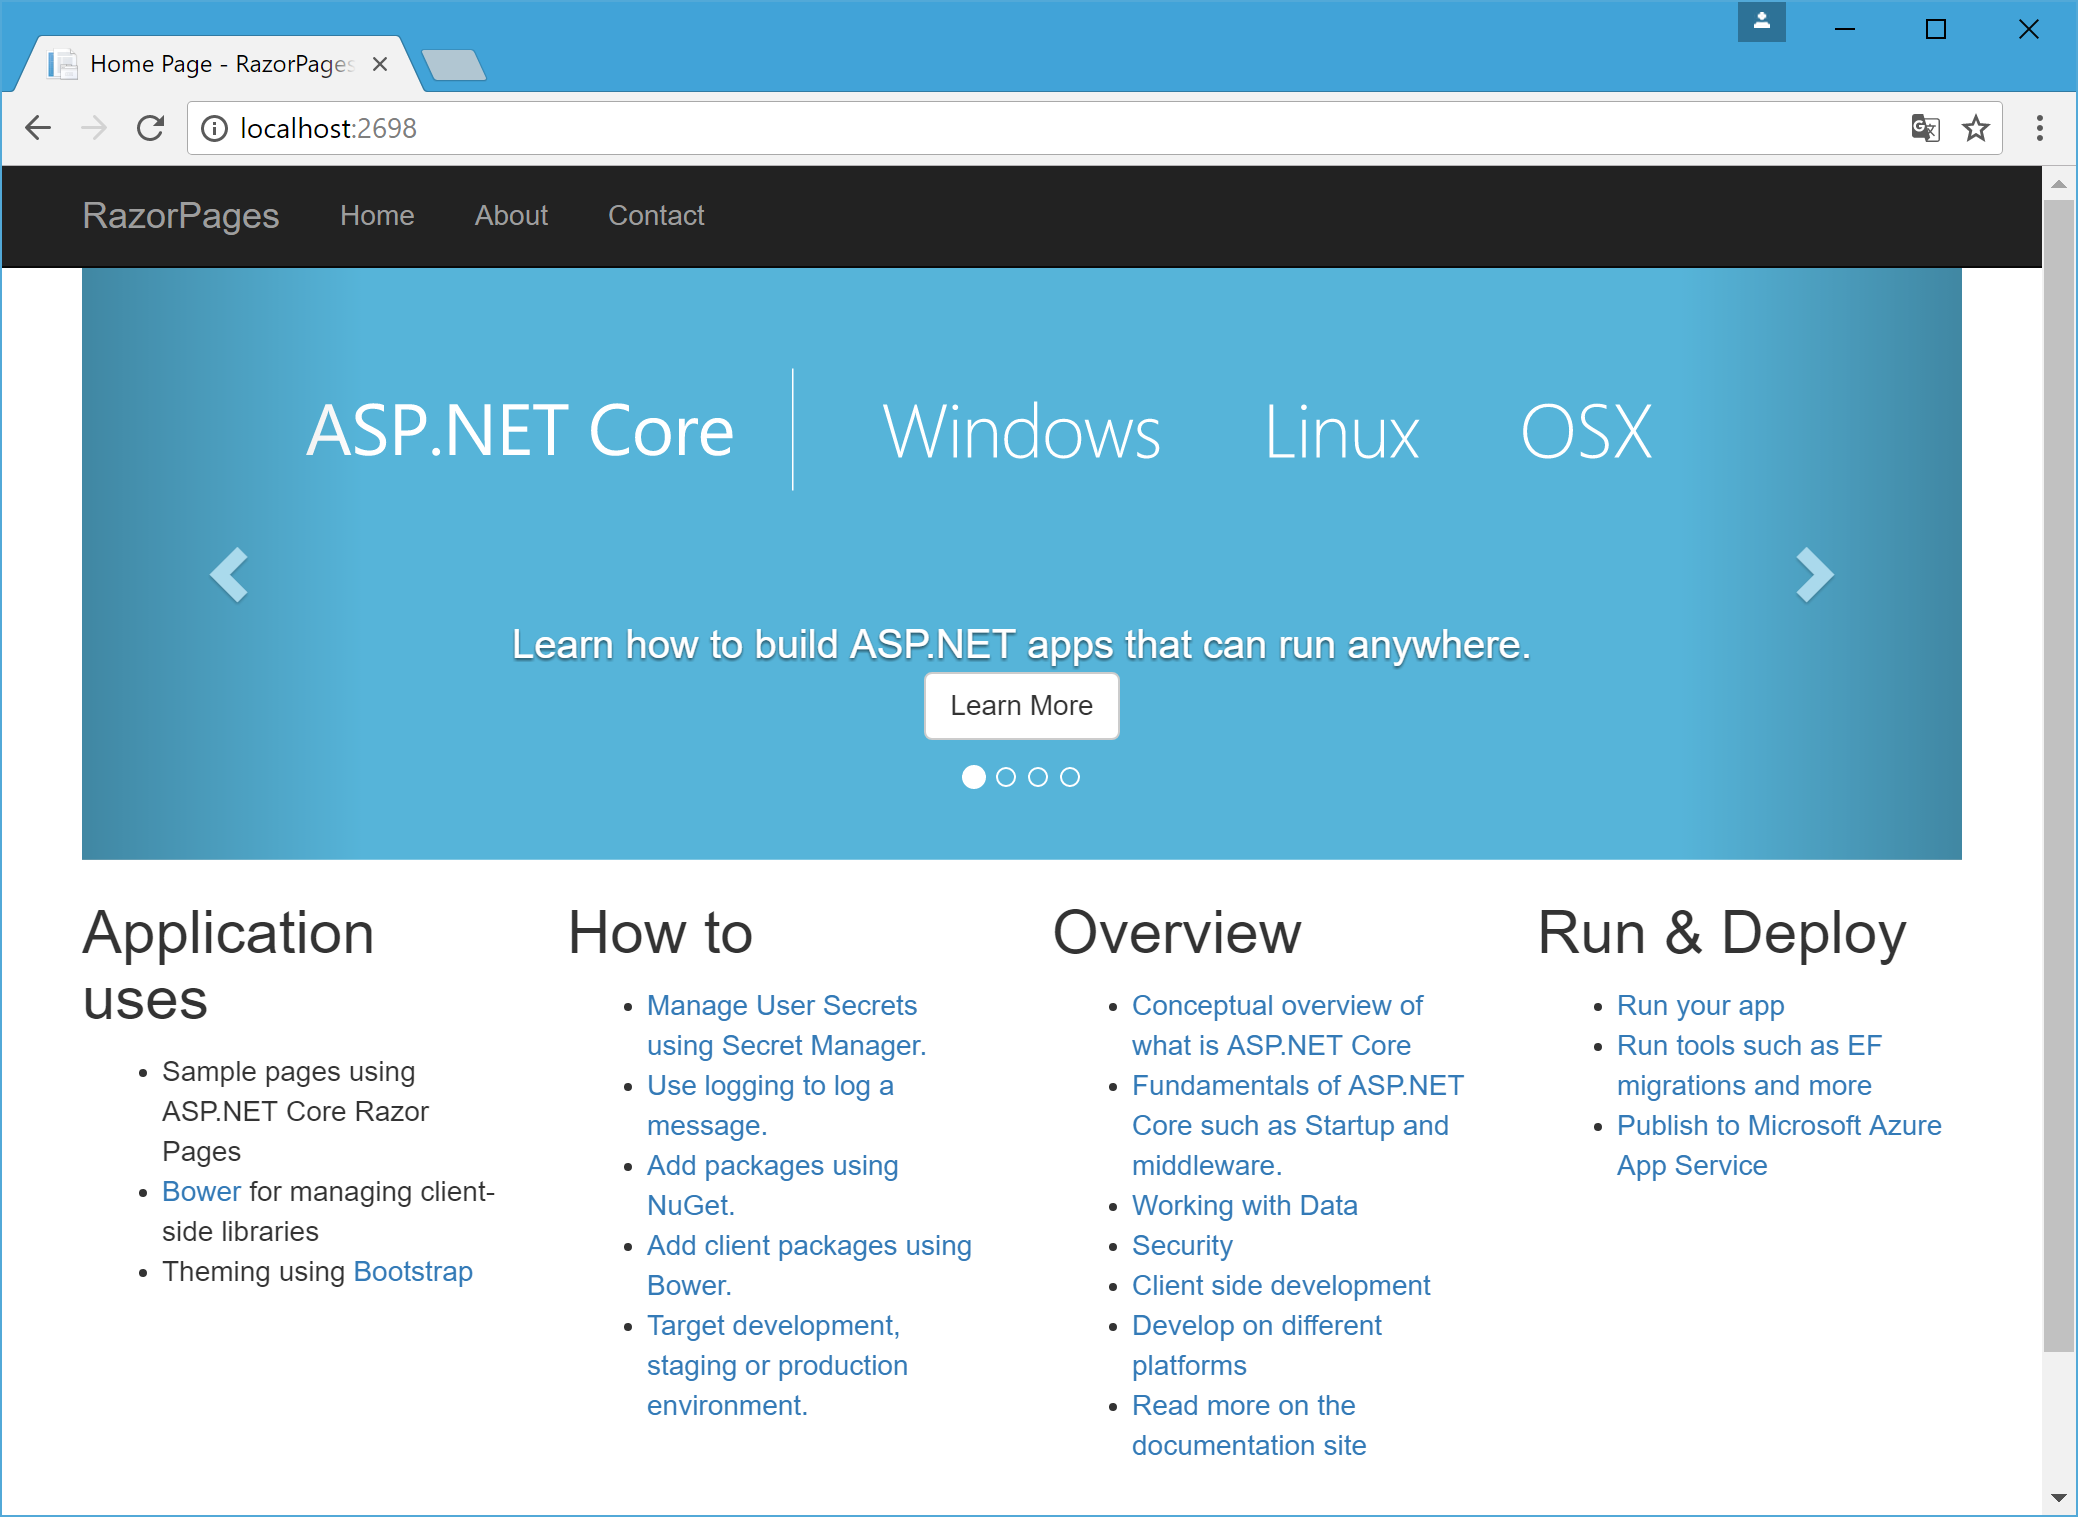 Home Page - RazorPages
localhost:2698
RazorPages Home About Contact
ASP.NET Core Windows Linux OSX
Learn how to build ASP.NET apps that can run anywhere.
Learn More
Application
uses
Sample pages using
ASP.NET Core Razor
Pages
Bower for managing client-
side libraries
Theming using Bootstrap
How to
Manage User Secrets
using Secret Manager.
Use logging to log a
message.
Add packages using
NuGet.
Add client packages using
Bower.
Target development,
staging or production
environment.
Overview
Conceptual overview of
what is ASP.NET Core
Fundamentals of ASP.NET
Core such as Startup and
middleware.
Working with Data
Security
Client side development
Develop on different
platforms
Read more on the
documentation site
Run & Deploy
Run your app
Run tools such as EF
migrations and more
Publish to Microsoft Azure
App Service